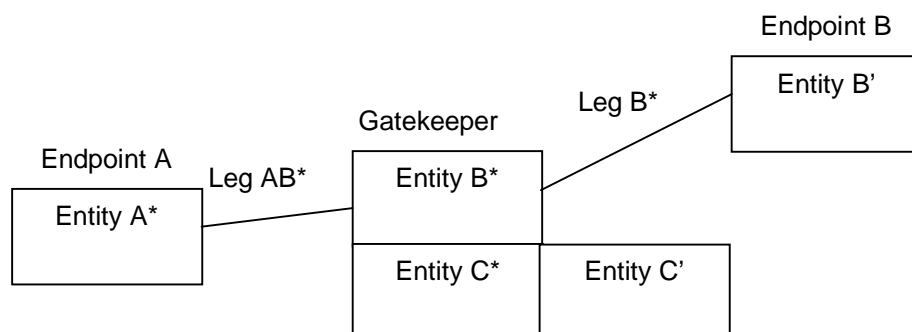 Endpoint B
Entity B’
Leg B*
Gatekeeper
Endpoint A
Leg AB*
Entity B*
Entity A*
Entity C*
Entity C’